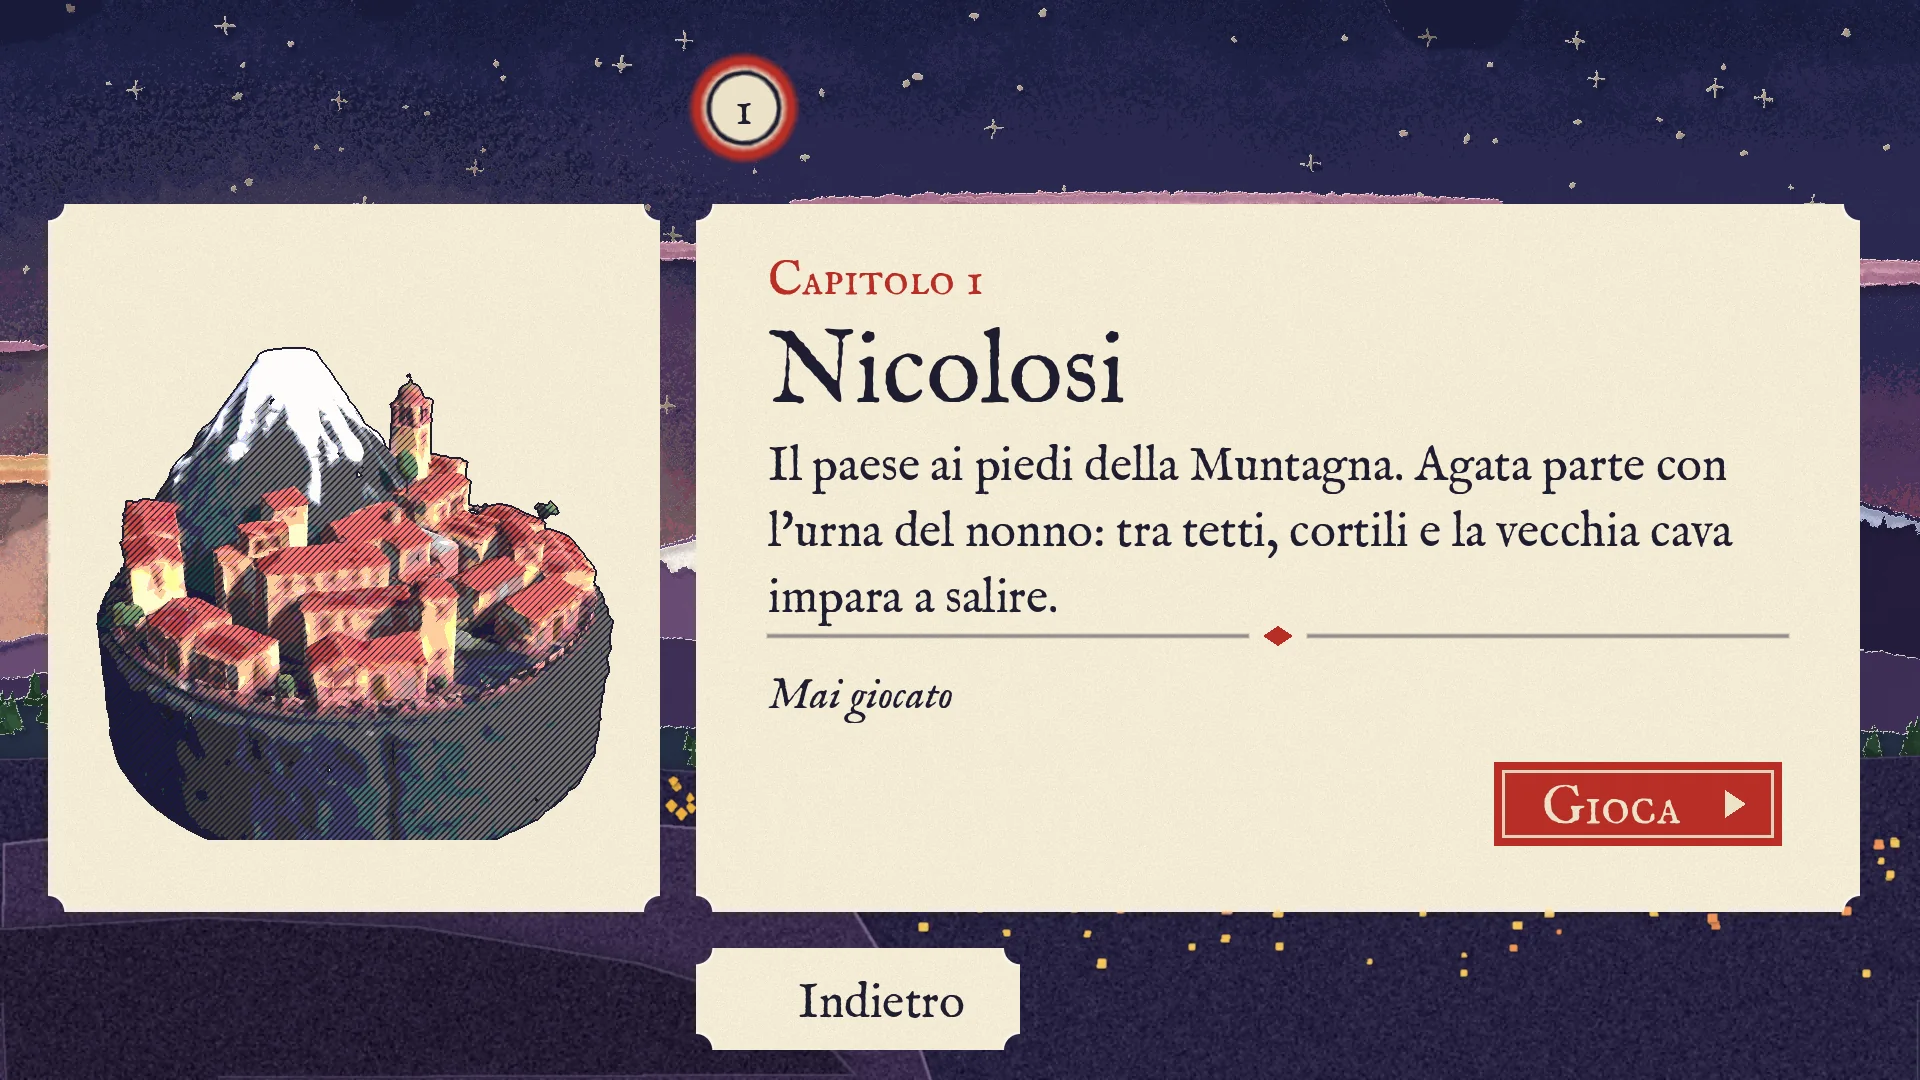 1
Capitolo 1
Nicolosi
Il paese ai piedi della Muntagna. Agata parte con
l’urna del nonno: tra tetti, cortili e la vecchia cava
impara a salire.
Mai giocato
Gioca
Indietro